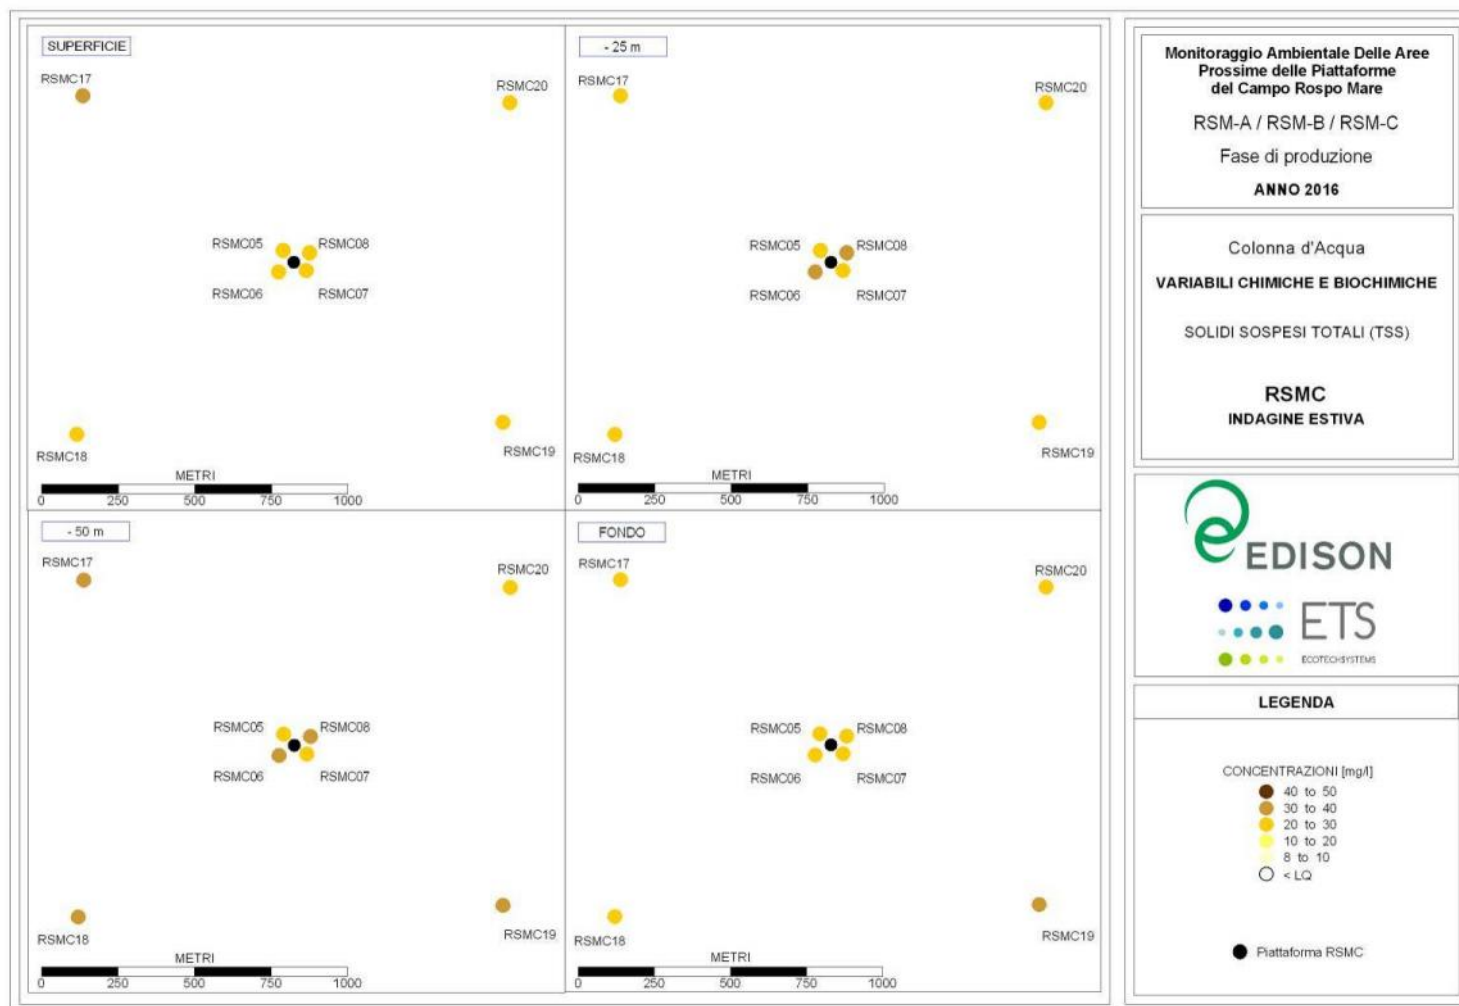 SUPERFICIE
RSMC17
RSMC20
RSMC05
RSMC08
RSMC06
RSMC07
RSMC18
RSMC19
METRI
0 250 500 750 1000
- 25 m
RSMC17
RSMC20
RSMC05
RSMC08
RSMC06
RSMC07
RSMC18
RSMC19
METRI
0 250 500 750 1000
- 50 m
RSMC17
RSMC20
RSMC05
RSMC08
RSMC06
RSMC07
RSMC18
RSMC19
METRI
0 250 500 750 1000
FONDO
RSMC17
RSMC20
RSMC05
RSMC08
RSMC06
RSMC07
RSMC18
RSMC19
METRI
0 250 500 750 1000
Monitoraggio Ambientale Delle Aree
Prossime delle Piattaforme
del Campo Rospo Mare
RSM-A / RSM-B / RSM-C
Fase di produzione
ANNO 2016
Colonna d'Acqua
VARIABILI CHIMICHE E BIOCHIMICHE
SOLIDI SOSPESI TOTALI (TSS)
RSMC
INDAGINE ESTIVA
EDISON
ETS
ECOTECHSYSTEMS
LEGENDA
CONCENTRAZIONI [mg/l]
40 to 50
30 to 40
20 to 30
10 to 20
8 to 10
< LQ
Piattaforma RSMC